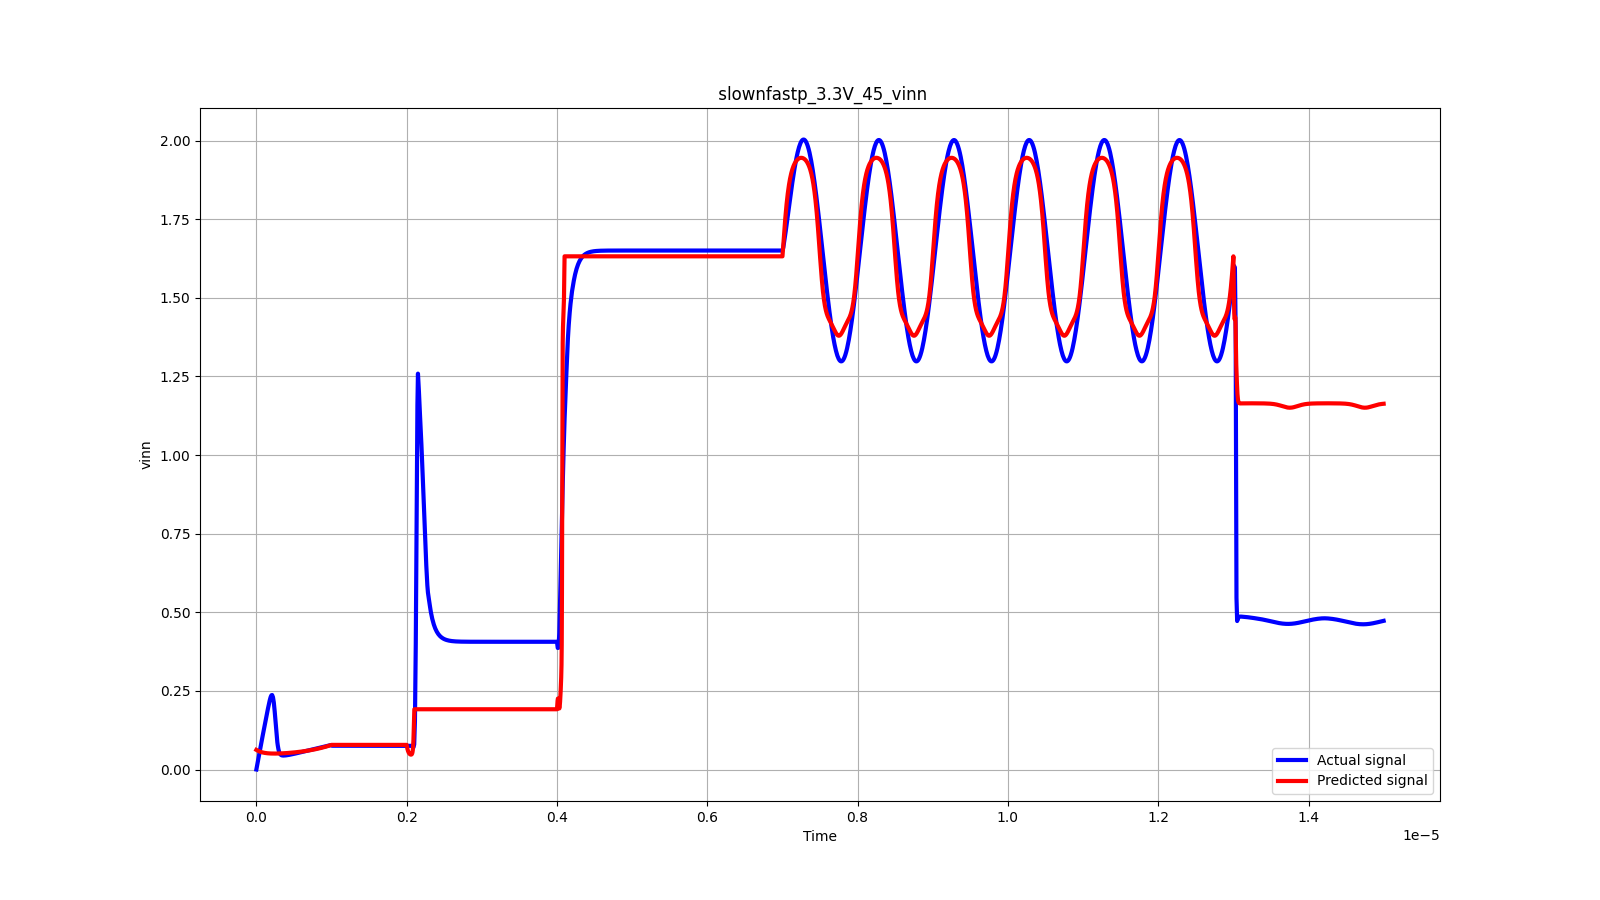 slownfastp_3.3V_45_vinn
2.00
1.75
1.50
1.25
1.00
0.75
0.50
0.25
0.00
vinn
Actual signal
Predicted signal
0.0 0.2 0.4 0.6 0.8 1.0 1.2 1.4
Time
1e−5